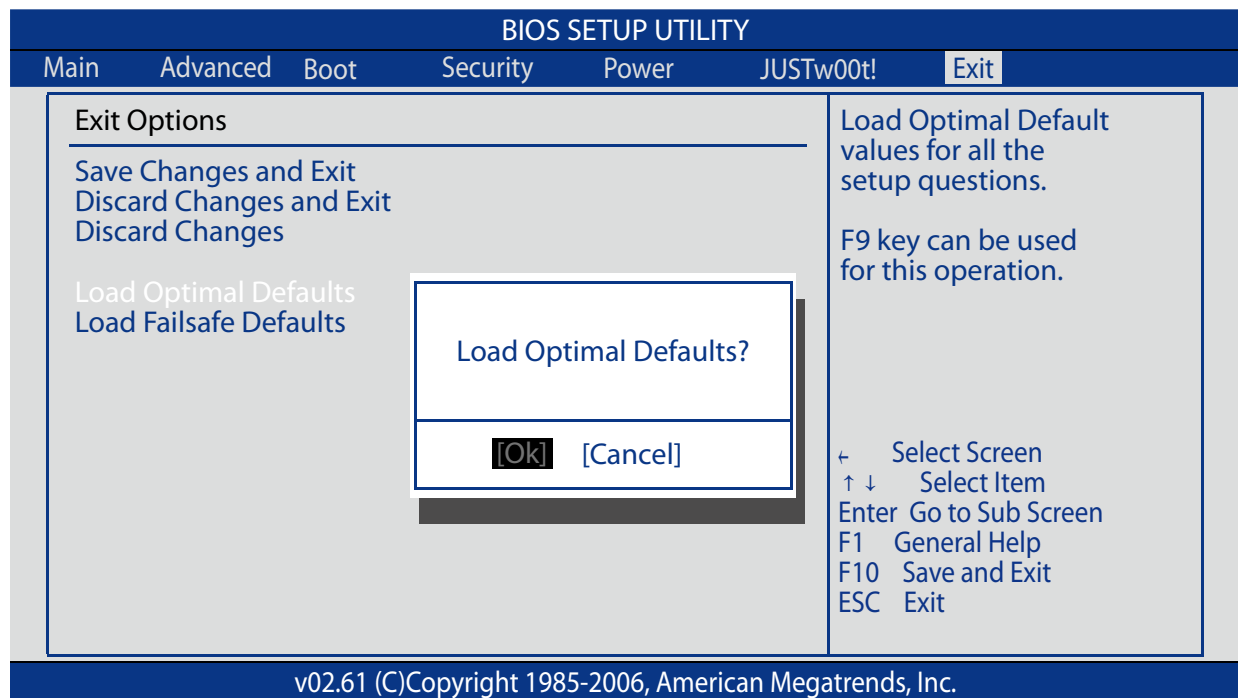 BIOS SETUP UTILITY
Main Advanced Boot Security Power JUSTw00t! Exit
Exit Options
Save Changes and Exit
Discard Changes and Exit
Discard Changes
Load Optimal Defaults
Load Failsafe Defaults
Load Optimal Defaults?
[Ok] [Cancel]
Load Optimal Default
values for all the
setup questions.
F9 key can be used
for this operation.
← Select Screen
↑ ↓ Select Item
Enter Go to Sub Screen
F1 General Help
F10 Save and Exit
ESC Exit
v02.61 (C)Copyright 1985-2006, American Megatrends, Inc.